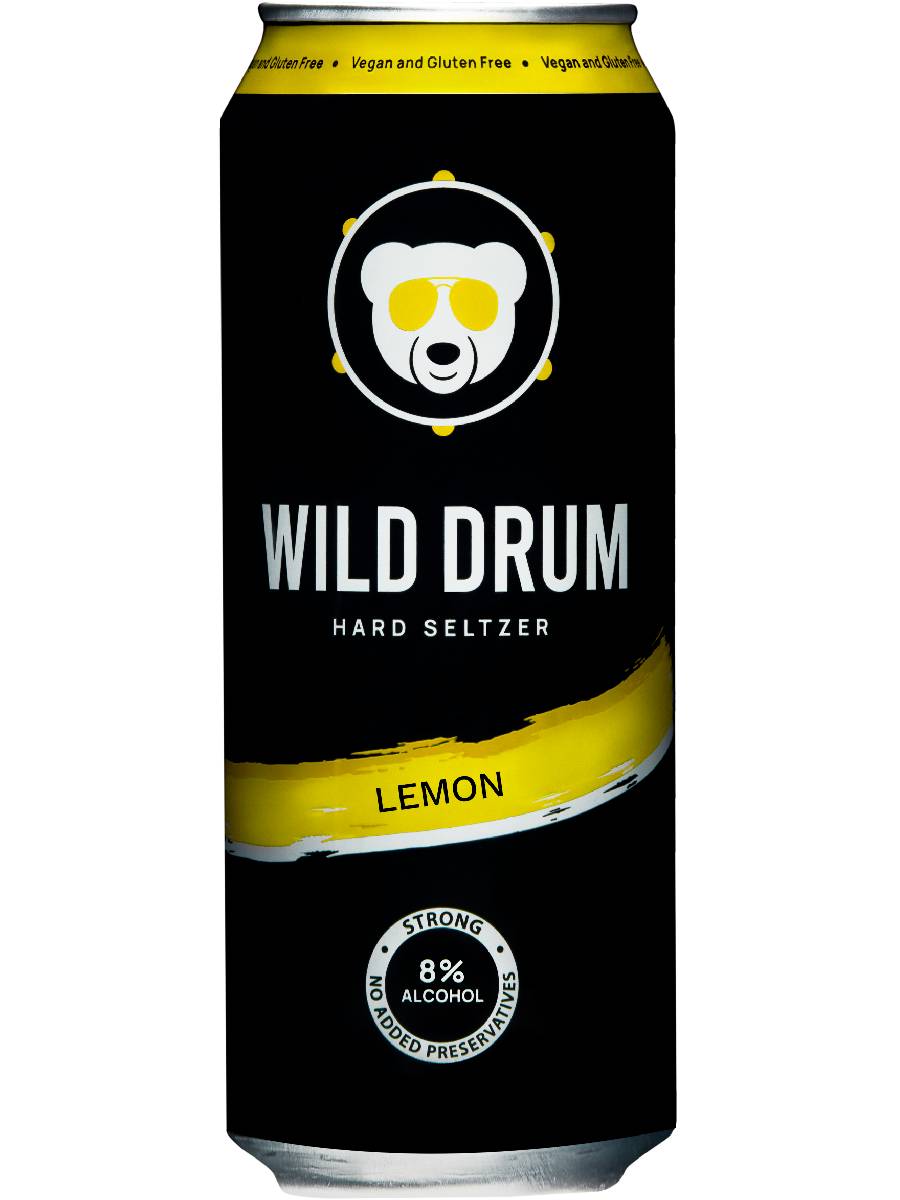 and Gluten Free • Vegan and Gluten Free • Vegan and Gluten Free
WILD DRUM
HARD SELTZER
LEMON
STRONG
8%
ALCOHOL
NO ADDED PRESERVATIVES